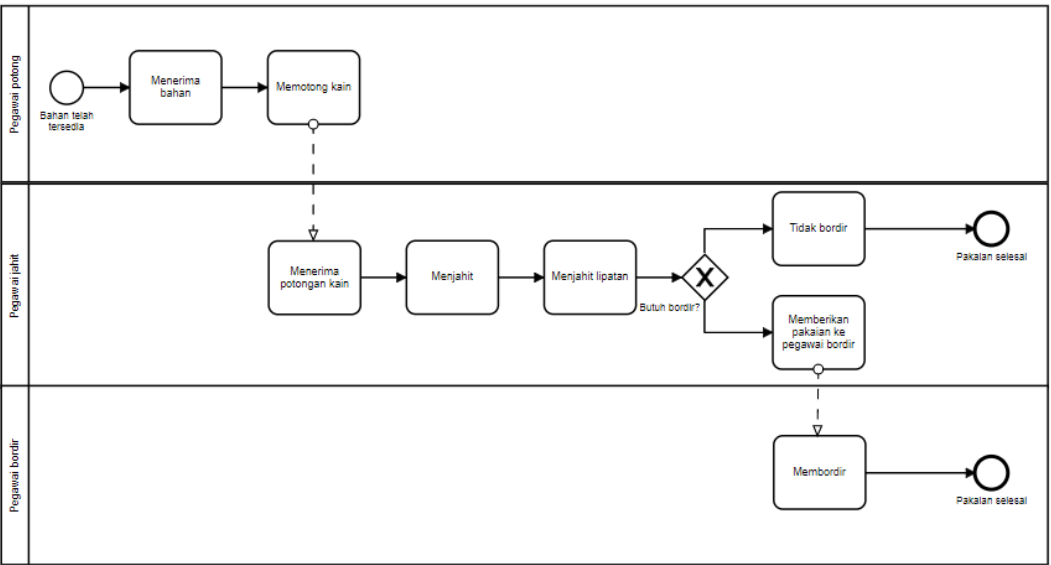 Pegawai potong
Menerima
bahan
Memotong kain
Bahan telah
tersedia
Pegawai jahit
Menerima
potongan kain
Menjahit
Menjahit lipatan
Butuh bordir?
Tidak bordir
Pakaian selesai
Memberikan
pakaian ke
pegawai bordir
Pegawai bordir
Membordir
Pakaian selesai